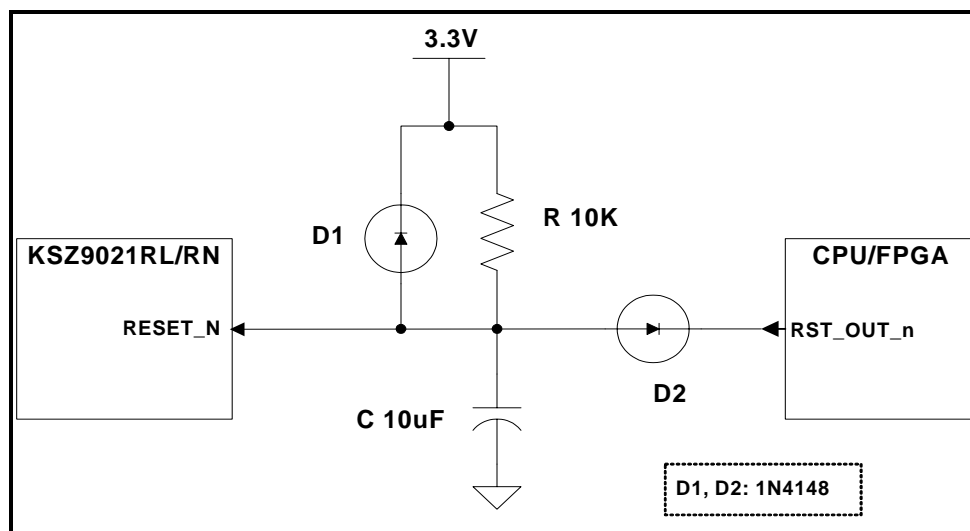 3.3V
R 10K
D1
KSZ9021RL/RN
CPU/FPGA
RESET_N
RST_OUT_n
D2
C 10uF
D1, D2: 1N4148